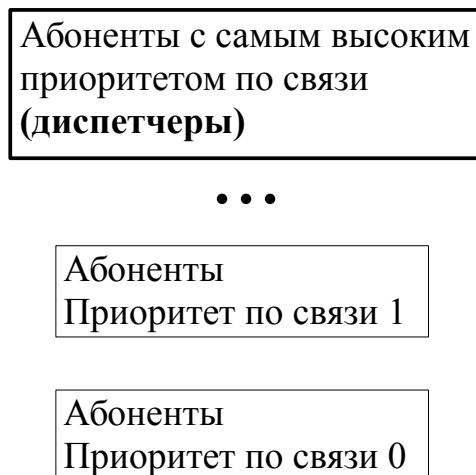 Абоненты с самым высоким
приоритетом по связи
(диспетчеры)
...
Абоненты
Приоритет по связи 1
Абоненты
Приоритет по связи 0